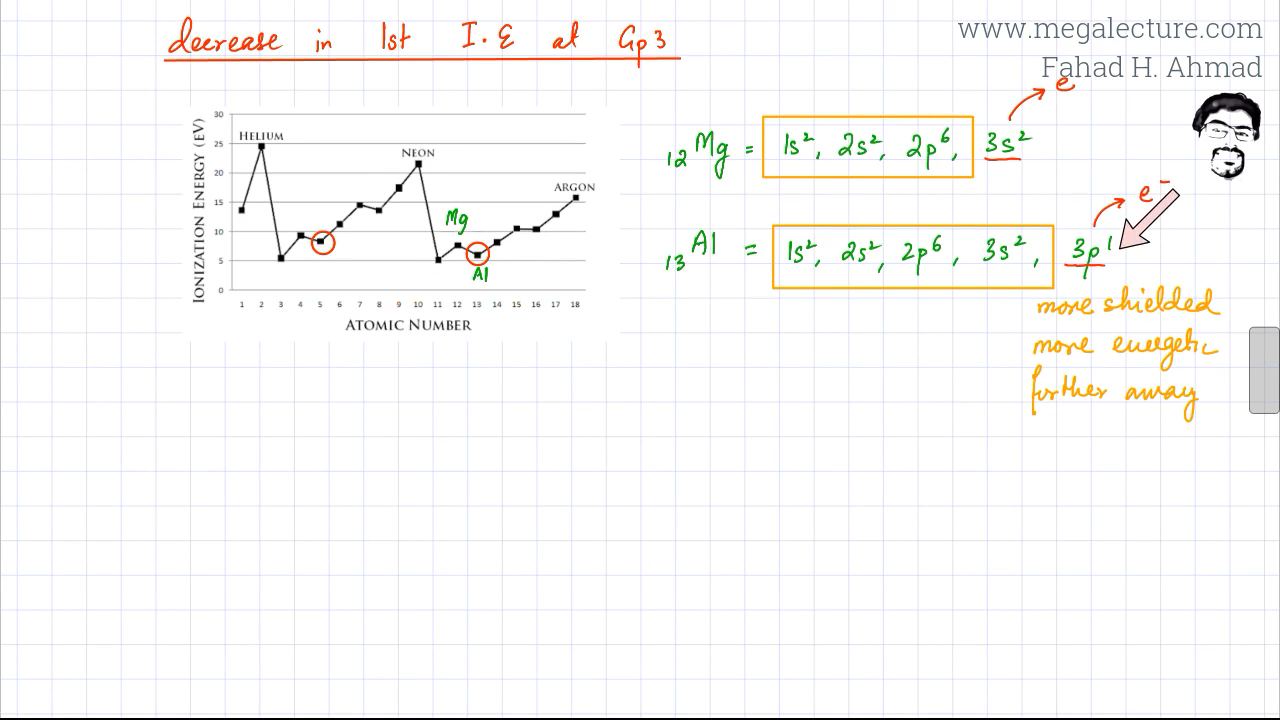 decrease in 1st I.E at Gp 3
www.megalecture.com
Fahad H. Ahmad
IONIZATION ENERGY (EV)
30
25
20
15
10
5
0
HELIUM
NEON
ARGON
Mg
Al
1 2 3 4 5 6 7 8 9 10 11 12 13 14 15 16 17 18
ATOMIC NUMBER
e
₁₂Mg = 1s², 2s², 2p⁶, 3s²
e⁻
₁₃Al = 1s², 2s², 2p⁶, 3s², 3p¹
more shielded
more energetic
further away